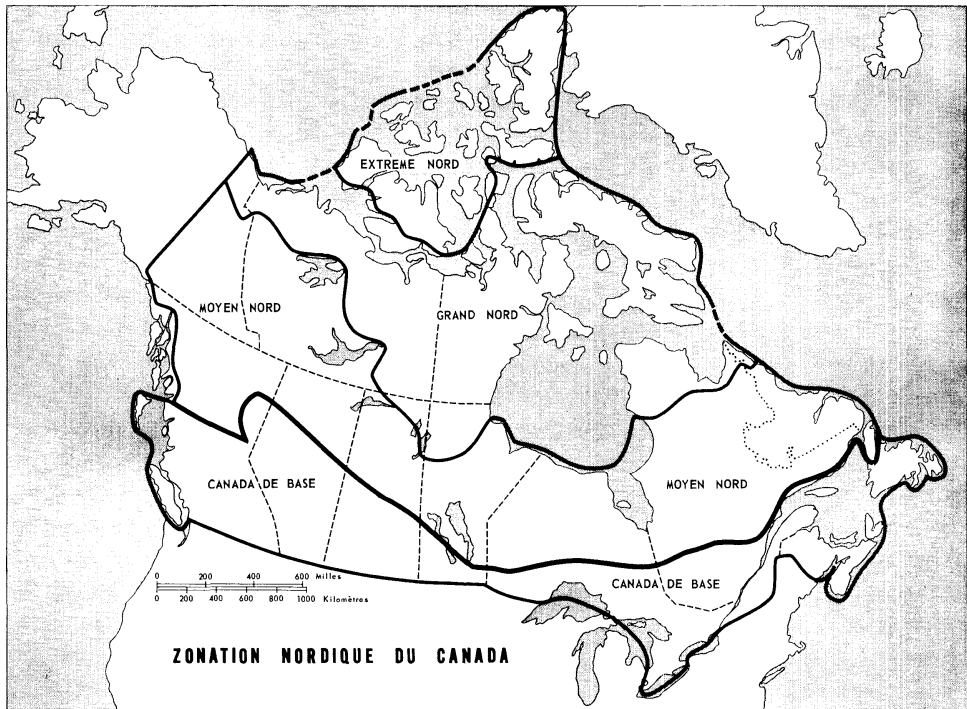 EXTREME NORD
MOYEN NORD
GRAND NORD
CANADA DE BASE
MOYEN NORD
CANADA DE BASE
0 200 400 600 Milles
0 200 400 600 800 1000 Kilomètres
ZONATION NORDIQUE DU CANADA